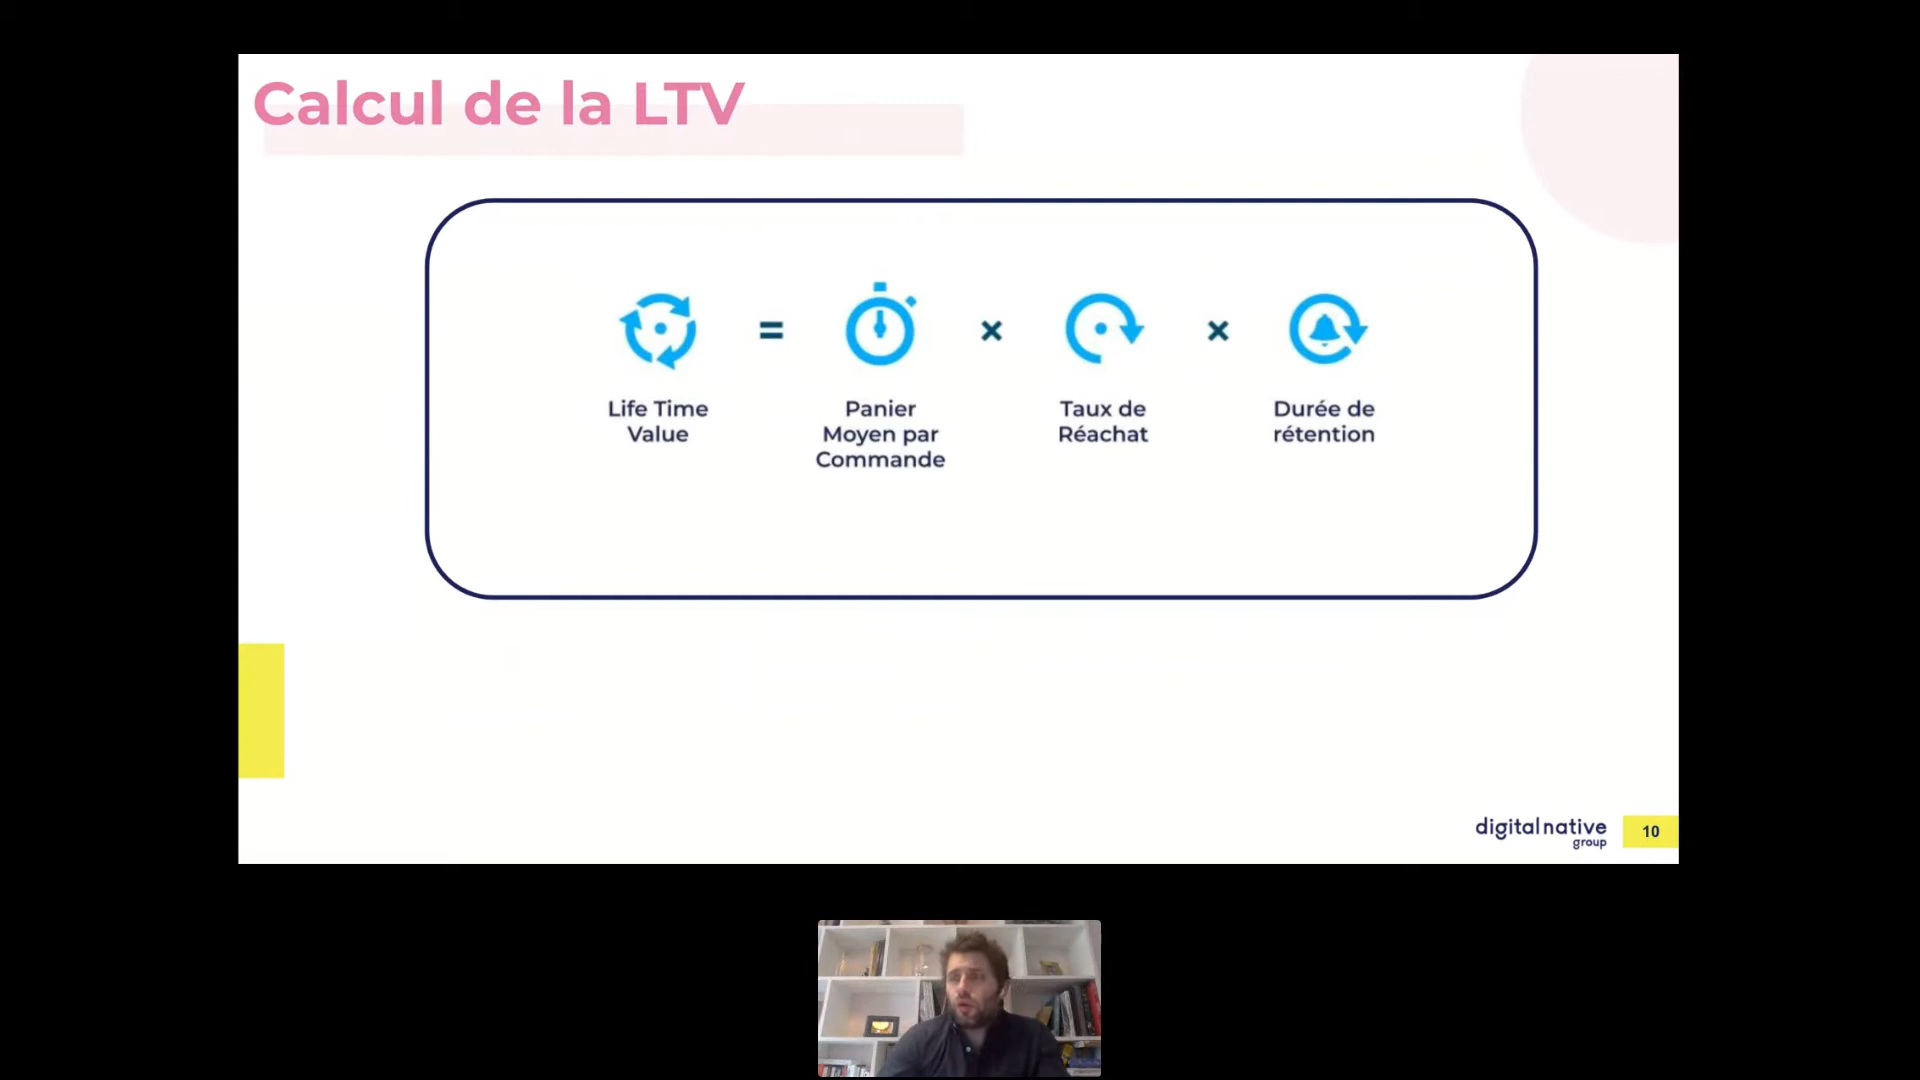 Calcul de la LTV
=
×
×
Life Time
Value
Panier
Moyen par
Commande
Taux de
Réachat
Durée de
rétention
digital native
group
10